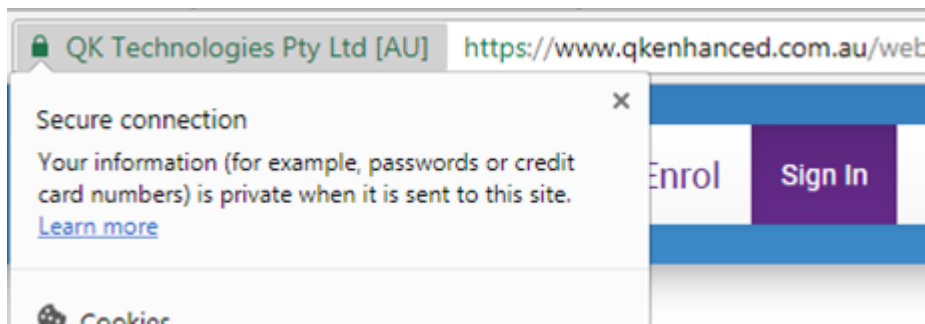 QK Technologies Pty Ltd [AU] https://www.qkenhanced.com.au/web
Secure connection
Your information (for example, passwords or credit
card numbers) is private when it is sent to this site.
Learn more
Enrol Sign In
Cookies